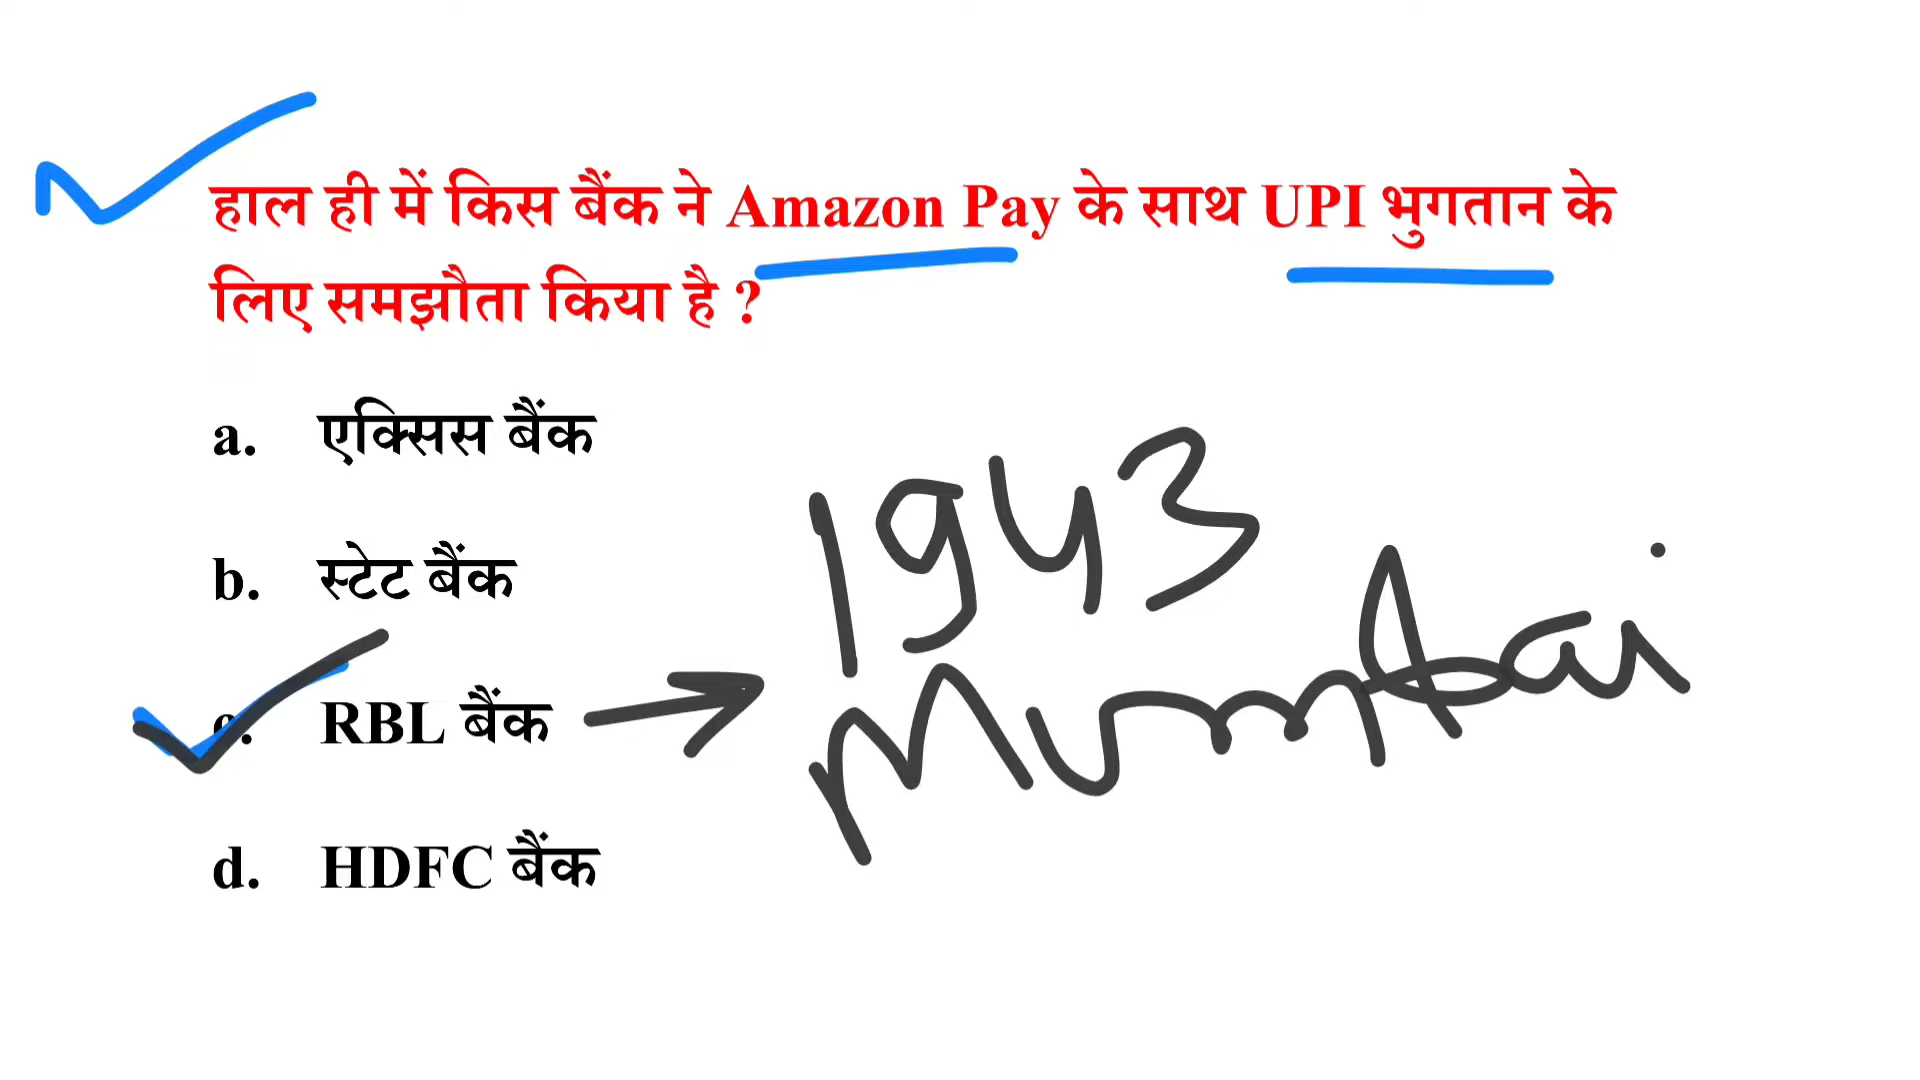 हाल ही में किस बैंक ने Amazon Pay के साथ UPI भुगतान के
लिए समझौता किया है ?
a. एक्सिस बैंक
b. स्टेट बैंक
1943
c. RBL बैंक
Mumbai
d. HDFC बैंक